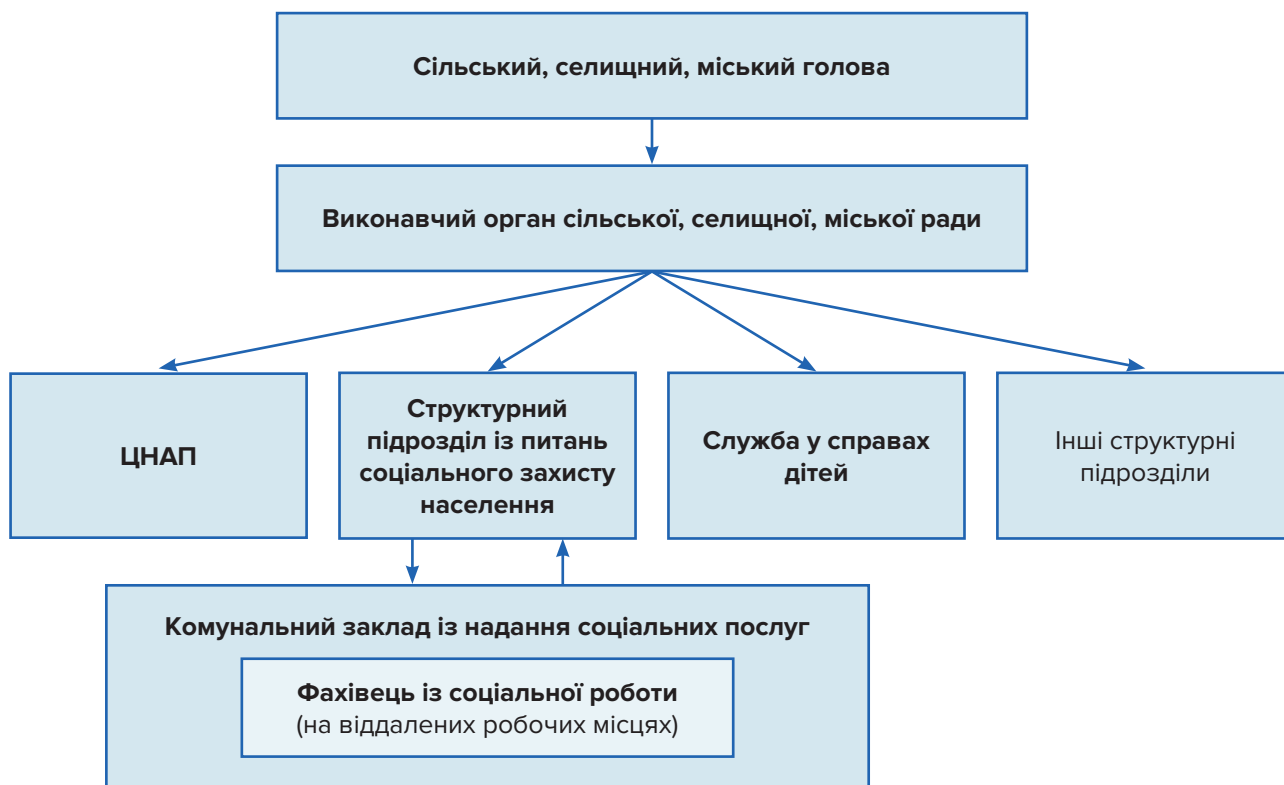 Сільський, селищний, міський голова
Виконавчий орган сільської, селищної, міської ради
ЦНАП
Структурний
підрозділ із питань
соціального захисту
населення
Служба у справах
дітей
Інші структурні
підрозділи
Комунальний заклад із надання соціальних послуг
Фахівець із соціальної роботи
(на віддалених робочих місцях)